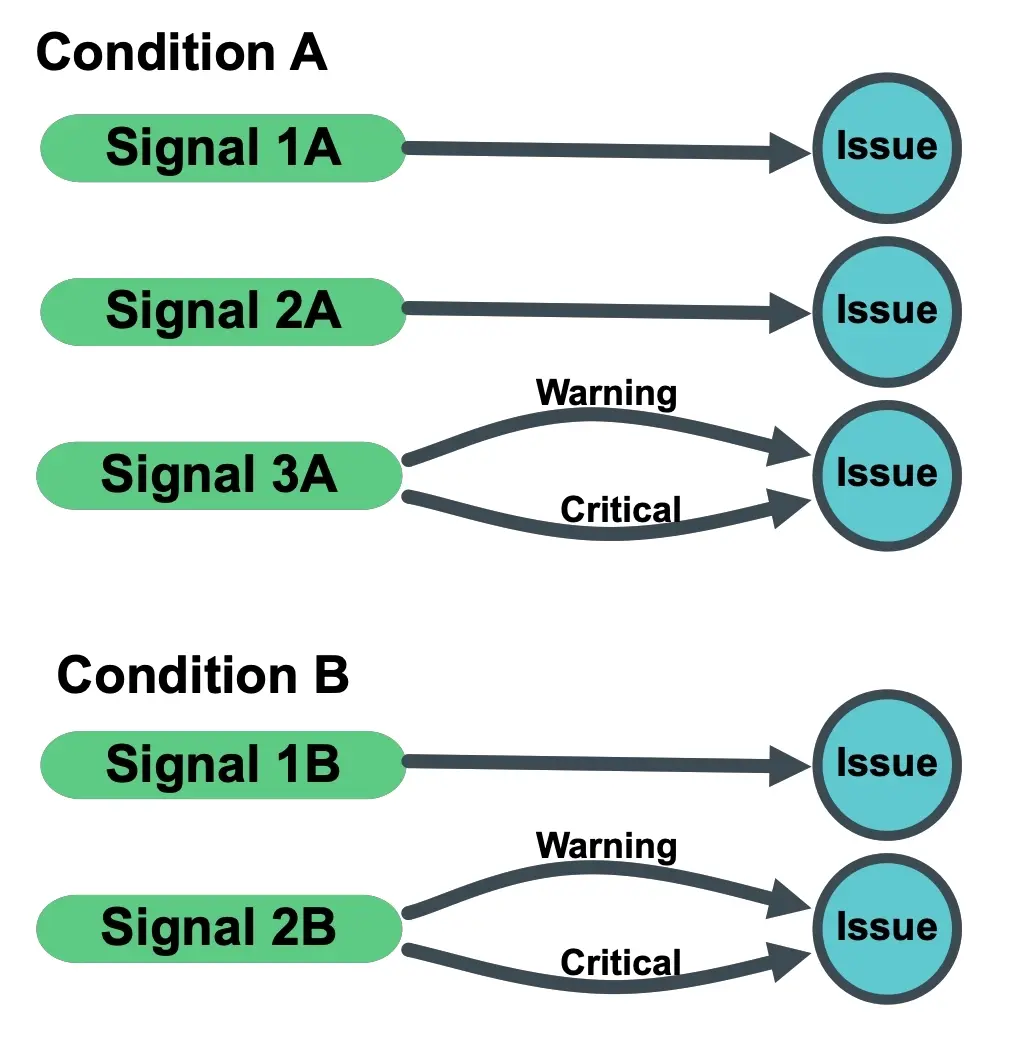 Condition A
Signal 1A
Issue
Signal 2A
Issue
Warning
Signal 3A
Issue
Critical
Condition B
Signal 1B
Issue
Warning
Signal 2B
Issue
Critical